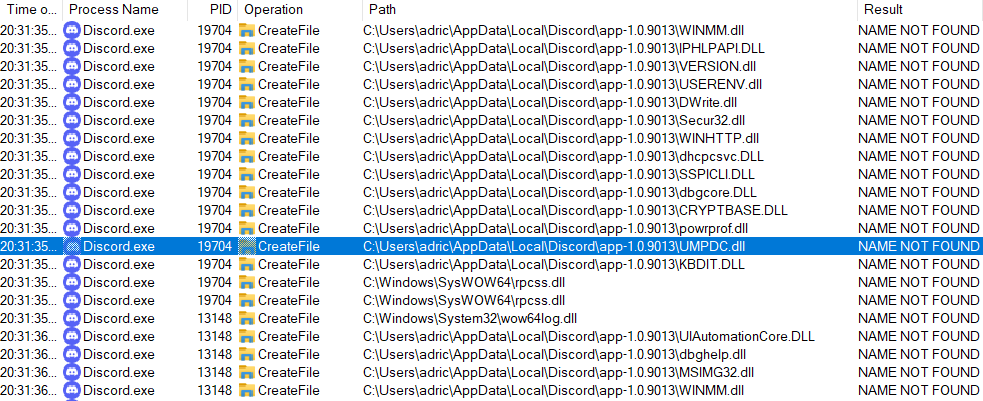 Time o... Process Name PID Operation Path Result
20:31:35... Discord.exe 19704 CreateFile C:\Users\adric\AppData\Local\Discord\app-1.0.9013\WINMM.dll NAME NOT FOUND
20:31:35... Discord.exe 19704 CreateFile C:\Users\adric\AppData\Local\Discord\app-1.0.9013\IPHLPAPI.DLL NAME NOT FOUND
20:31:35... Discord.exe 19704 CreateFile C:\Users\adric\AppData\Local\Discord\app-1.0.9013\VERSION.dll NAME NOT FOUND
20:31:35... Discord.exe 19704 CreateFile C:\Users\adric\AppData\Local\Discord\app-1.0.9013\USERENV.dll NAME NOT FOUND
20:31:35... Discord.exe 19704 CreateFile C:\Users\adric\AppData\Local\Discord\app-1.0.9013\DWrite.dll NAME NOT FOUND
20:31:35... Discord.exe 19704 CreateFile C:\Users\adric\AppData\Local\Discord\app-1.0.9013\Secur32.dll NAME NOT FOUND
20:31:35... Discord.exe 19704 CreateFile C:\Users\adric\AppData\Local\Discord\app-1.0.9013\WINHTTP.dll NAME NOT FOUND
20:31:35... Discord.exe 19704 CreateFile C:\Users\adric\AppData\Local\Discord\app-1.0.9013\dhcpcsvc.DLL NAME NOT FOUND
20:31:35... Discord.exe 19704 CreateFile C:\Users\adric\AppData\Local\Discord\app-1.0.9013\SSPICLI.DLL NAME NOT FOUND
20:31:35... Discord.exe 19704 CreateFile C:\Users\adric\AppData\Local\Discord\app-1.0.9013\dbgcore.DLL NAME NOT FOUND
20:31:35... Discord.exe 19704 CreateFile C:\Users\adric\AppData\Local\Discord\app-1.0.9013\CRYPTBASE.DLL NAME NOT FOUND
20:31:35... Discord.exe 19704 CreateFile C:\Users\adric\AppData\Local\Discord\app-1.0.9013\powrprof.dll NAME NOT FOUND
20:31:35... Discord.exe 19704 CreateFile C:\Users\adric\AppData\Local\Discord\app-1.0.9013\UMPDC.dll NAME NOT FOUND
20:31:35... Discord.exe 19704 CreateFile C:\Users\adric\AppData\Local\Discord\app-1.0.9013\KBDIT.DLL NAME NOT FOUND
20:31:35... Discord.exe 19704 CreateFile C:\Windows\SysWOW64\rpcss.dll NAME NOT FOUND
20:31:35... Discord.exe 19704 CreateFile C:\Windows\SysWOW64\rpcss.dll NAME NOT FOUND
20:31:35... Discord.exe 13148 CreateFile C:\Windows\System32\wow64log.dll NAME NOT FOUND
20:31:36... Discord.exe 13148 CreateFile C:\Users\adric\AppData\Local\Discord\app-1.0.9013\UIAutomationCore.DLL NAME NOT FOUND
20:31:36... Discord.exe 13148 CreateFile C:\Users\adric\AppData\Local\Discord\app-1.0.9013\dbghelp.dll NAME NOT FOUND
20:31:36... Discord.exe 13148 CreateFile C:\Users\adric\AppData\Local\Discord\app-1.0.9013\MSIMG32.dll NAME NOT FOUND
20:31:36... Discord.exe 13148 CreateFile C:\Users\adric\AppData\Local\Discord\app-1.0.9013\WINMM.dll NAME NOT FOUND